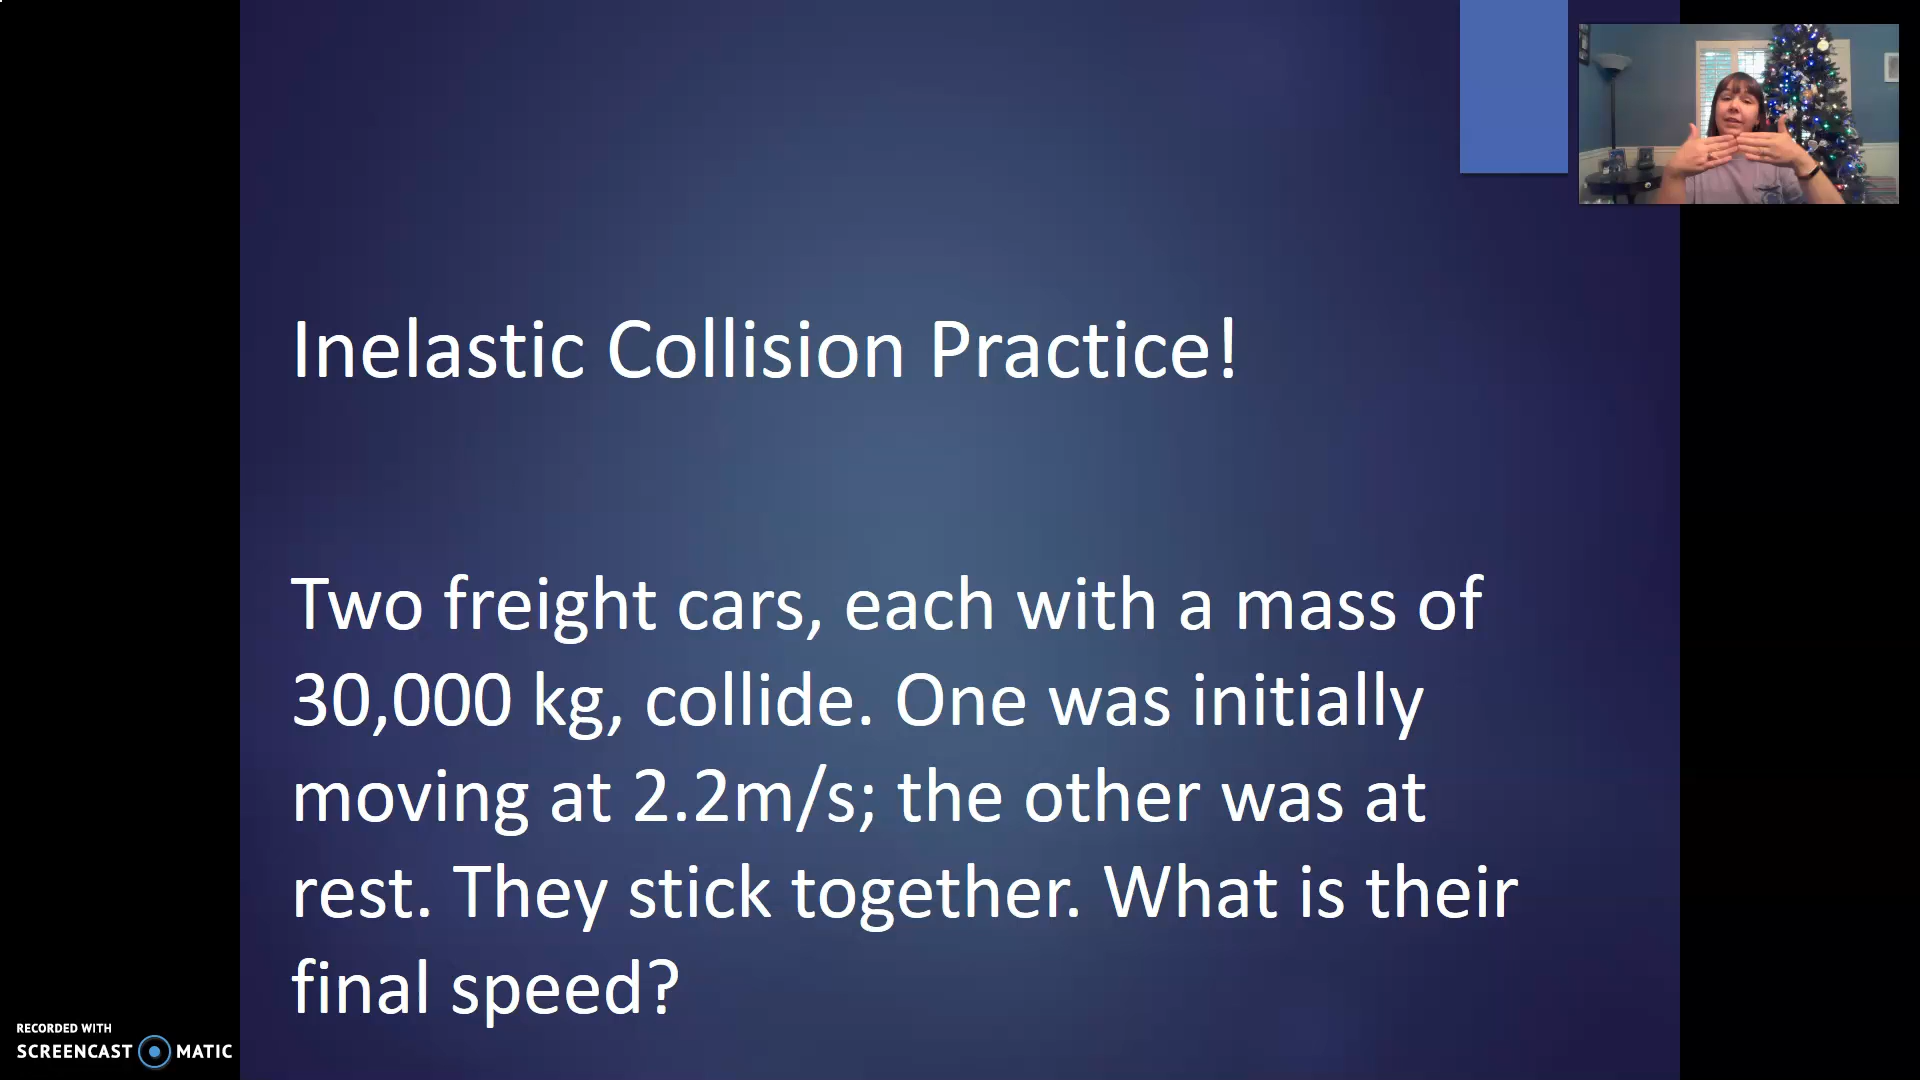 Inelastic Collision Practice!
Two freight cars, each with a mass of
30,000 kg, collide. One was initially
moving at 2.2m/s; the other was at
rest. They stick together. What is their
final speed?
RECORDED WITH
SCREENCAST MATIC